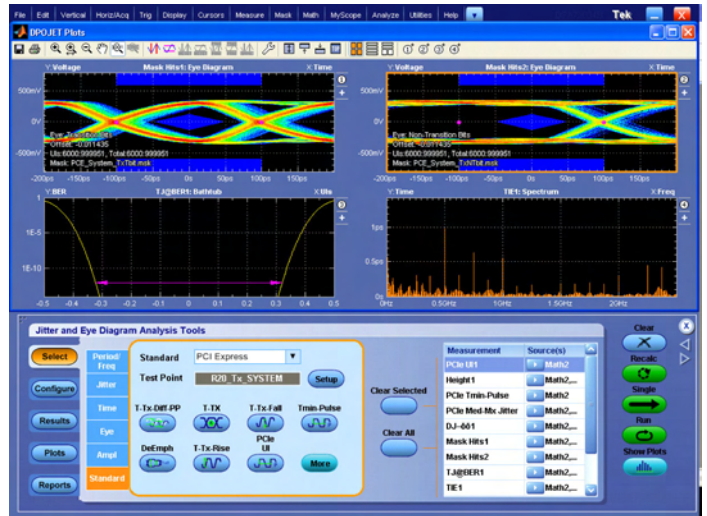 File Edit Vertical Horiz/Acq Trig Display Cursors Measure Mask Math MyScope Analyze Utilities Help Tek
DPOJET Plots
Y:Voltage Mask Hits1: Eye Diagram X:Time
500mV
0V
-500mV
Eye: Transition Bits
Offset: -0.011435
UIs:6000:999951, Total:6000:999951
Mask: PCE_System_TxTbit.msk
-200ps -150ps -100ps -50ps 0s 50ps 100ps 150ps
Y:Voltage Mask Hits2: Eye Diagram X:Time
500mV
0V
-500mV
Eye: Non-Transition Bits
Offset: -0.011435
UIs:6000:999951, Total:6000:999951
Mask: PCE_System_TxNTbit.msk
-200ps -150ps -100ps -50ps 0s 50ps 100ps 150ps
Y:BER TJ@BER1: Bathtub X:UIs
1
1E-5
1E-10
-0.5 -0.4 -0.3 -0.2 -0.1 0 0.1 0.2 0.3 0.4 0.5
Y:Time TIE1: Spectrum X:Freq
1ps
0.5ps
0s
0Hz 0.5GHz 1GHz 1.5GHz 2GHz
Jitter and Eye Diagram Analysis Tools
Select
Configure
Results
Plots
Reports
Period/
Freq
Jitter
Time
Eye
Ampl
Standard
Standard PCI Express
Test Point R20_Tx_SYSTEM Setup
T-Tx-Diff-PP T-TX T-Tx-Fall Tmin-Pulse
DeEmph T-Tx-Rise PCIe
UI
More
Clear Selected
Clear All
Measurement Source(s)
PCIe UI1 Math2
Height1 Math2,...
PCIe Tmin-Pulse Math2
PCIe Med-Mx Jitter Math2
DJ-δδ1 Math2,...
Mask Hits1 Math2,...
Mask Hits2 Math2,...
TJ@BER1 Math2,...
TIE1 Math2,...
Clear
Recalc
Single
Run
Show Plots